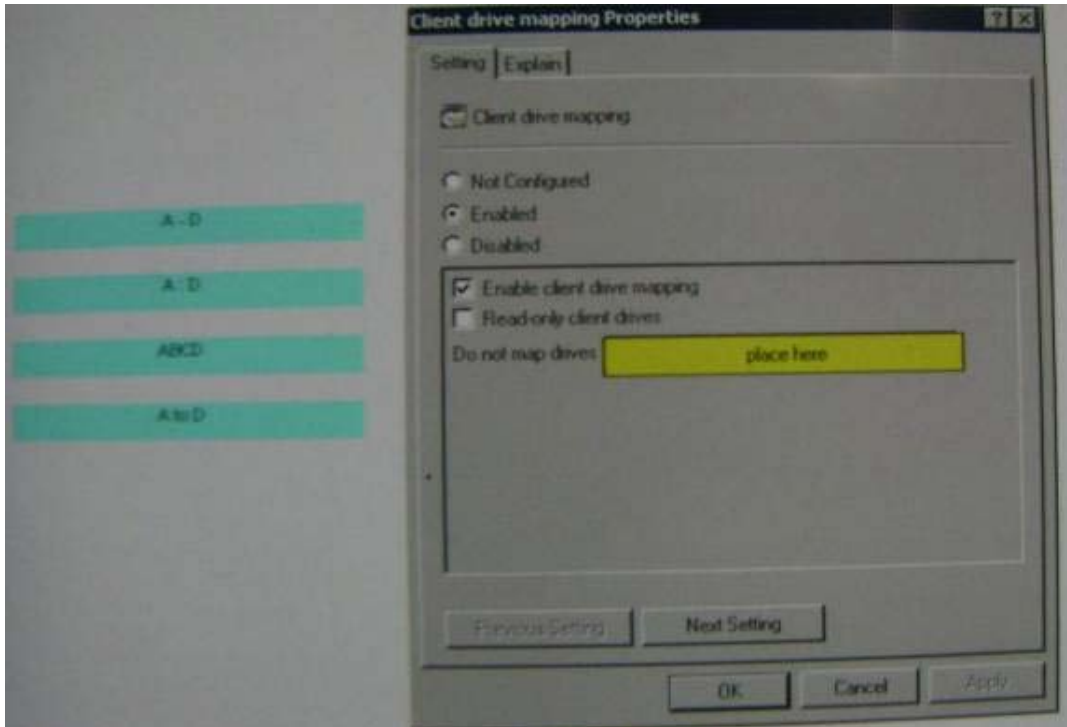 Client drive mapping Properties
Setting Explain
Client drive mapping
Not Configured
Enabled
Disabled
Enable client drive mapping
Read-only client drives
Do not map drives place here
A - D
A : D
ABCD
A to D
Previous Setting Next Setting
OK Cancel Apply